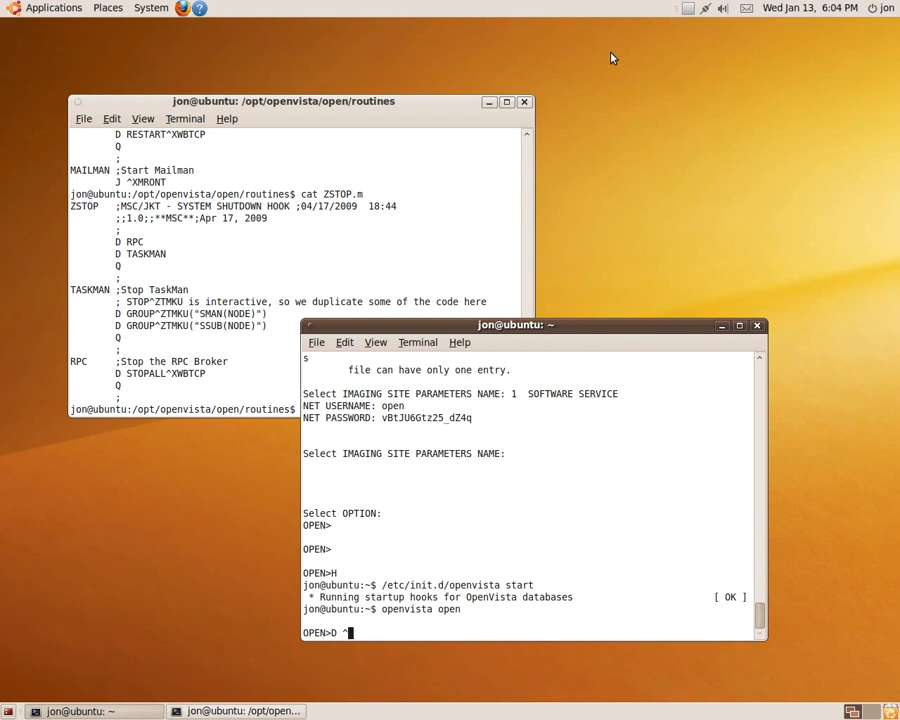 Applications Places System Wed Jan 13, 6:04 PM jon
jon@ubuntu: /opt/openvista/open/routines
File Edit View Terminal Help
D RESTART^XWBTCP
Q
;
MAILMAN ;Start Mailman
J ^XMRONT
jon@ubuntu:/opt/openvista/open/routines$ cat ZSTOP.m
ZSTOP ;MSC/JKT - SYSTEM SHUTDOWN HOOK ;04/17/2009 18:44
;;1.0;;**MSC**;Apr 17, 2009
;
D RPC
D TASKMAN
Q
;
TASKMAN ;Stop TaskMan
; STOP^ZTMKU is interactive, so we duplicate some of the code here
D GROUP^ZTMKU("SMAN(NODE)")
D GROUP^ZTMKU("SSUB(NODE)")
Q
;
RPC ;Stop the RPC Broker
D STOPALL^XWBTCP
Q
;
jon@ubuntu:/opt/openvista/open/routines$
jon@ubuntu: ~
File Edit View Terminal Help
s
file can have only one entry.
Select IMAGING SITE PARAMETERS NAME: 1 SOFTWARE SERVICE
NET USERNAME: open
NET PASSWORD: vBtJU6Gtz25_dZ4q
Select IMAGING SITE PARAMETERS NAME:
Select OPTION:
OPEN>
OPEN>
OPEN>H
jon@ubuntu:~$ /etc/init.d/openvista start
* Running startup hooks for OpenVista databases [ OK ]
jon@ubuntu:~$ openvista open
OPEN>D ^
jon@ubuntu: ~ jon@ubuntu: /opt/open...